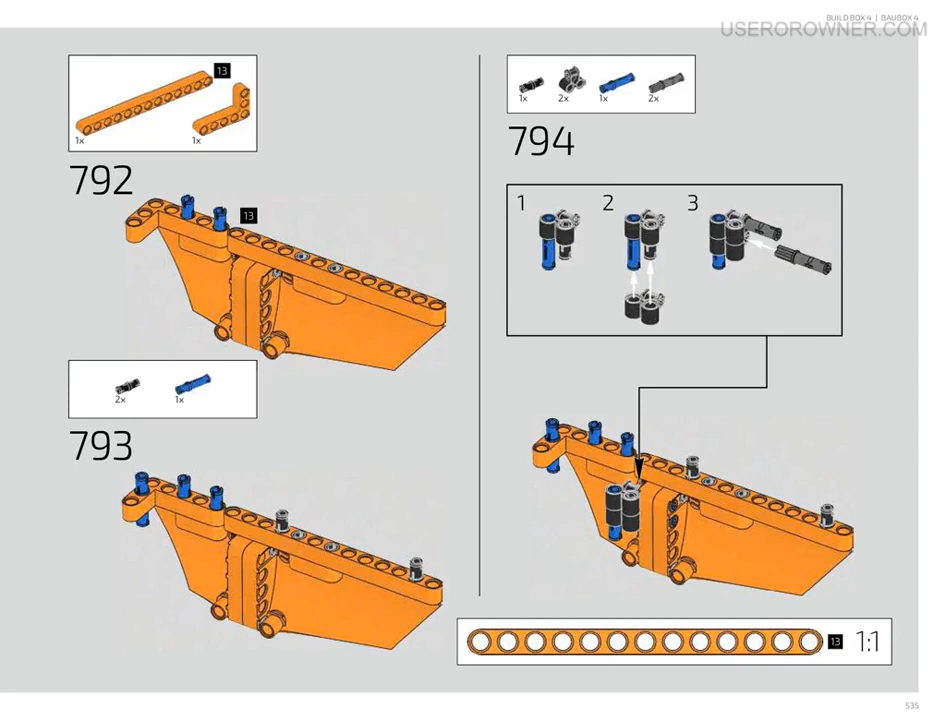 BUILD BOX 4 | BAUBOX 4
USEROROWNER.COM
13
1x
1x
792
13
2x
1x
793
1x
2x
1x
2x
794
1
2
3
13
1:1
535